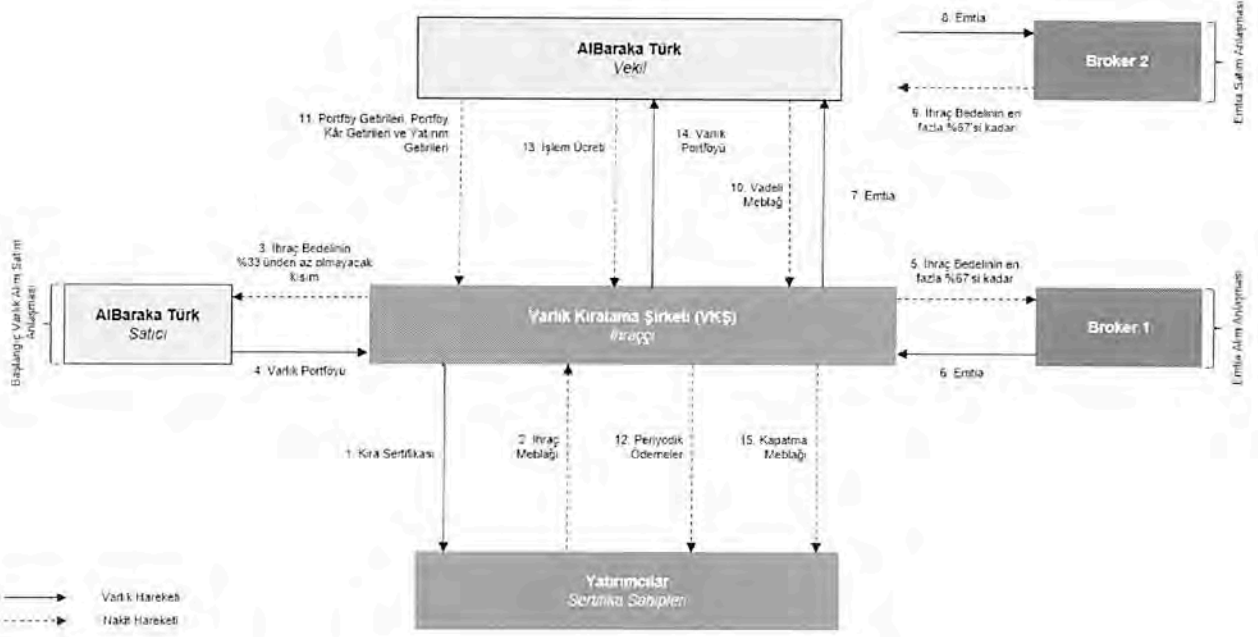 AlBaraka Türk
Vekil
8. Emtia
Broker 2
Emtia Satım Anlaşması
9. İhraç Bedelinin en
fazla %67'si kadar
11. Portföy Getirileri, Portföy
Kâr Getirileri ve Yatırım
Getirileri
13. İşlem Ücreti
14. Varlık
Portföyü
10. Vadeli
Meblağ
7. Emtia
3. İhraç Bedelinin
%33'ünden az olmayacak
kısım
5. İhraç Bedelinin en
fazla %67'si kadar
Başlangıç Varlık Alım Satım
Anlaşması
AlBaraka Türk
Satıcı
Varlık Kiralama Şirketi (VKŞ)
İhraççı
Broker 1
Emtia Alım Anlaşması
4. Varlık Portföyü
6. Emtia
1. Kira Sertifikası
2. İhraç
Meblağı
12. Periyodik
Ödemeler
15. Kapatma
Meblağı
Yatırımcılar
Sertifika Sahipleri
Varlık Hareketi
Nakit Hareketi